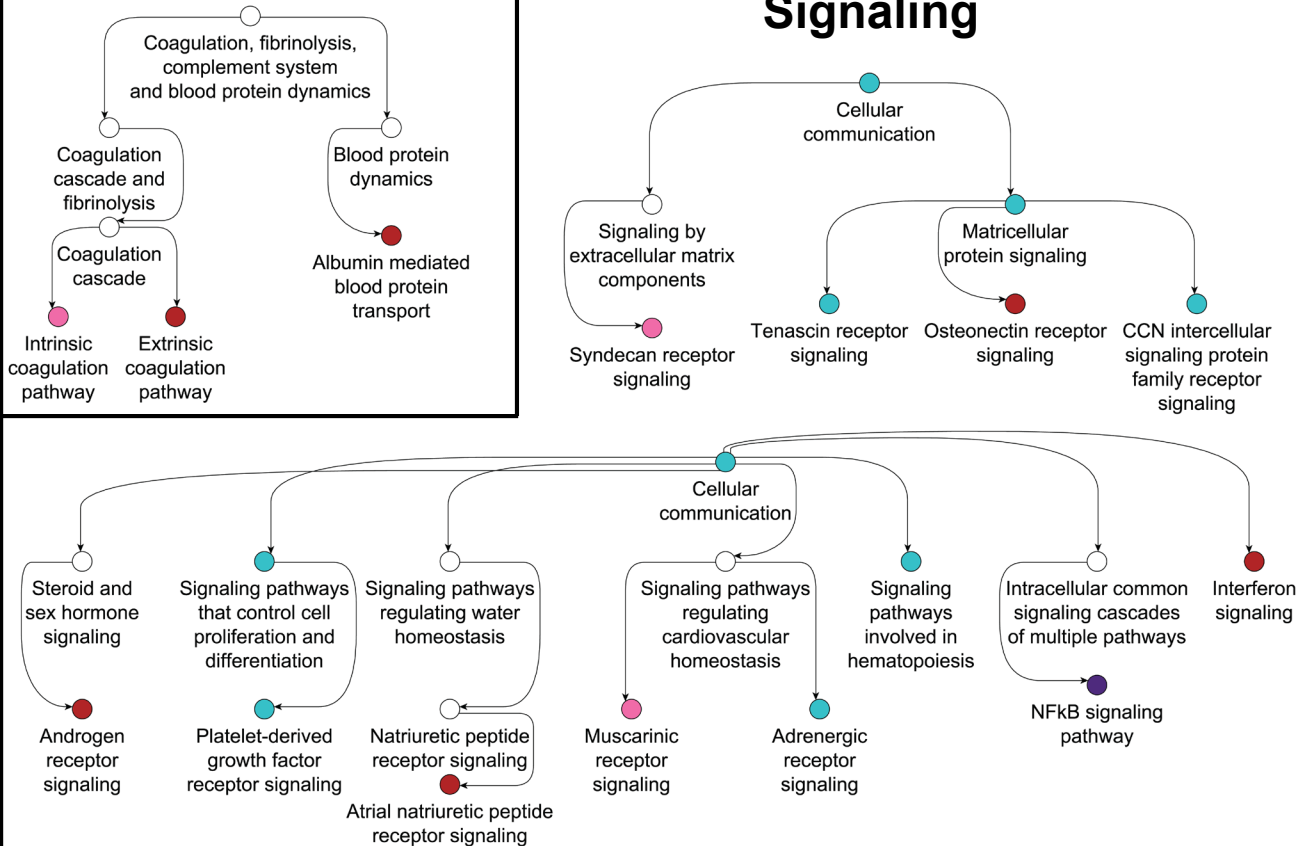 Coagulation, fibrinolysis,
complement system
and blood protein dynamics
Coagulation
cascade and
fibrinolysis
Blood protein
dynamics
Coagulation
cascade
Albumin mediated
blood protein
transport
Intrinsic
coagulation
pathway
Extrinsic
coagulation
pathway
Signaling
Cellular
communication
Signaling by
extracellular matrix
components
Matricellular
protein signaling
Syndecan receptor
signaling
Tenascin receptor
signaling
Osteonectin receptor
signaling
CCN intercellular
signaling protein
family receptor
signaling
Cellular
communication
Steroid and
sex hormone
signaling
Signaling pathways
that control cell
proliferation and
differentiation
Signaling pathways
regulating water
homeostasis
Signaling pathways
regulating
cardiovascular
homeostasis
Signaling
pathways
involved in
hematopoiesis
Intracellular common
signaling cascades
of multiple pathways
Interferon
signaling
Androgen
receptor
signaling
Platelet-derived
growth factor
receptor signaling
Natriuretic peptide
receptor signaling
Atrial natriuretic peptide
receptor signaling
Muscarinic
receptor
signaling
Adrenergic
receptor
signaling
NFkB signaling
pathway